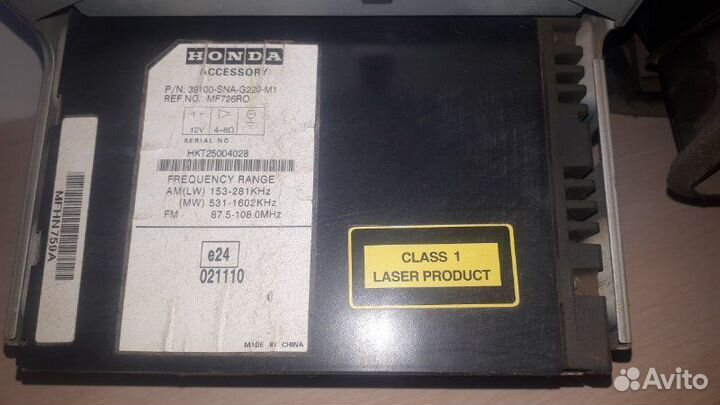 HONDA
ACCESSORY
P/N: 39100-SNA-G220-M1
REF NO.: MF726RO
12V 4~8Ω
SERIAL NO.
HKT25004028
FREQUENCY RANGE
AM(LW) 153-281KHz
(MW) 531-1602KHz
FM 87.5-108.0MHz
e24
021110
MADE IN CHINA
MFHN759A
CLASS 1
LASER PRODUCT
Avito